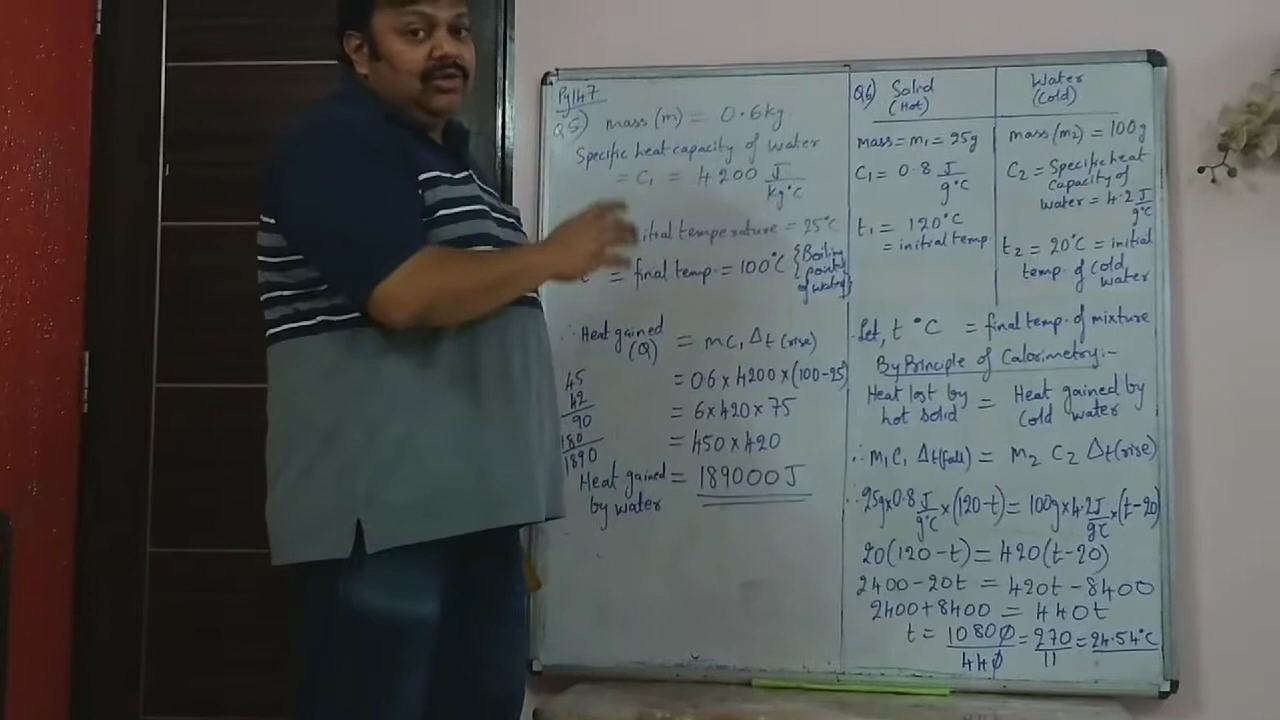 Pg 147
Q5) mass (m) = 0.6kg
Specific heat capacity of water
= C₁ = 4200 J/kg°C
itial temperature = 25°C
= final temp. = 100°C {Boiling point of water}
∴ Heat gained (Q) = mC₁ Δt (rise)
= 0.6 x 4200 x (100-25)
= 6 x 420 x 75
= 450 x 420
Heat gained by water = 189000 J
45
42
90
180
1890
Q6) Solid (Hot)
mass = m₁ = 25g
C₁ = 0.8 J/g°C
t₁ = 120°C
= initial temp.
Water (Cold)
mass (m₂) = 100g
C₂ = Specific heat
capacity of
water = 4.2 J/g°C
t₂ = 20°C = initial
temp. of cold
water
Let, t °C = final temp. of mixture
By Principle of Calorimetry:-
Heat lost by hot solid = Heat gained by cold water
∴ m₁ C₁ Δt(fall) = m₂ C₂ Δt(rise)
∴ 25g x 0.8 J/g°C x (120-t) = 100g x 4.2 J/g°C x (t-20)
20(120-t) = 420(t-20)
2400-20t = 420t-8400
2400+8400 = 440t
t = 10800/440 = 270/11 = 24.54°C